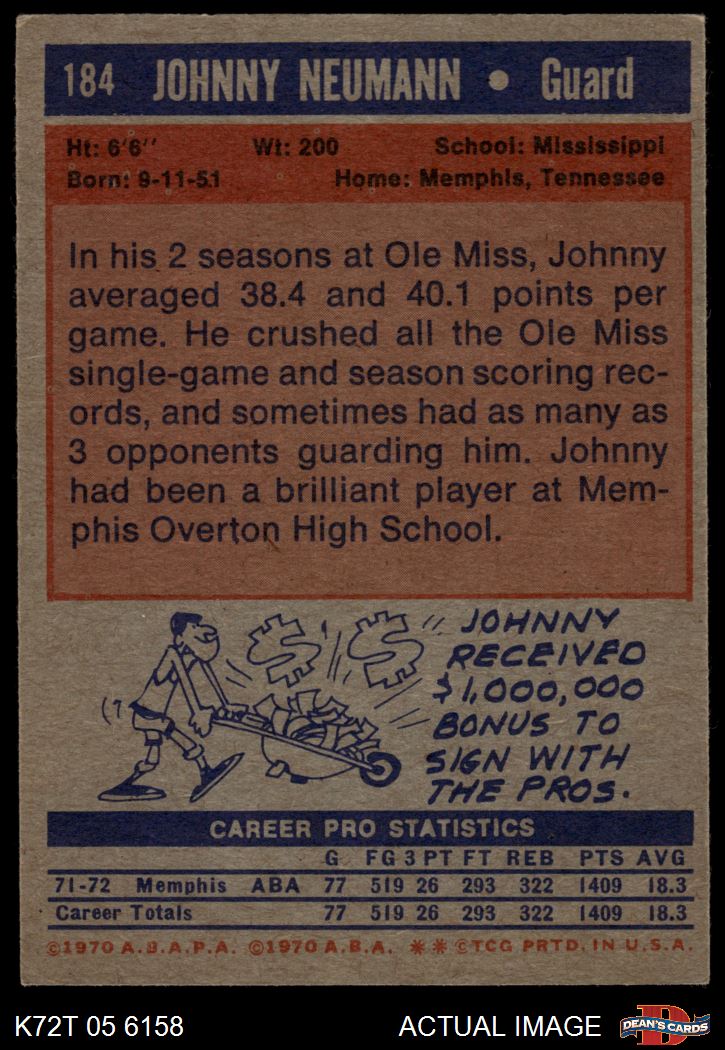 184 JOHNNY NEUMANN • Guard
Ht: 6'6'' Wt: 200 School: Mississippi
Born: 9-11-51 Home: Memphis, Tennessee
In his 2 seasons at Ole Miss, Johnny
averaged 38.4 and 40.1 points per
game. He crushed all the Ole Miss
single-game and season scoring rec-
ords, and sometimes had as many as
3 opponents guarding him. Johnny
had been a brilliant player at Mem-
phis Overton High School.
$ $
JOHNNY
RECEIVED
$1,000,000
BONUS TO
SIGN WITH
THE PROS.
CAREER PRO STATISTICS
G FG 3 PT FT REB PTS AVG
71-72 Memphis ABA 77 519 26 293 322 1409 18.3
Career Totals 77 519 26 293 322 1409 18.3
©1970 A.B.A.P.A. ©1970 A.B.A. ** ©TCG PRTD. IN U.S.A.
K72T 05 6158 ACTUAL IMAGE D DEAN'S CARDS